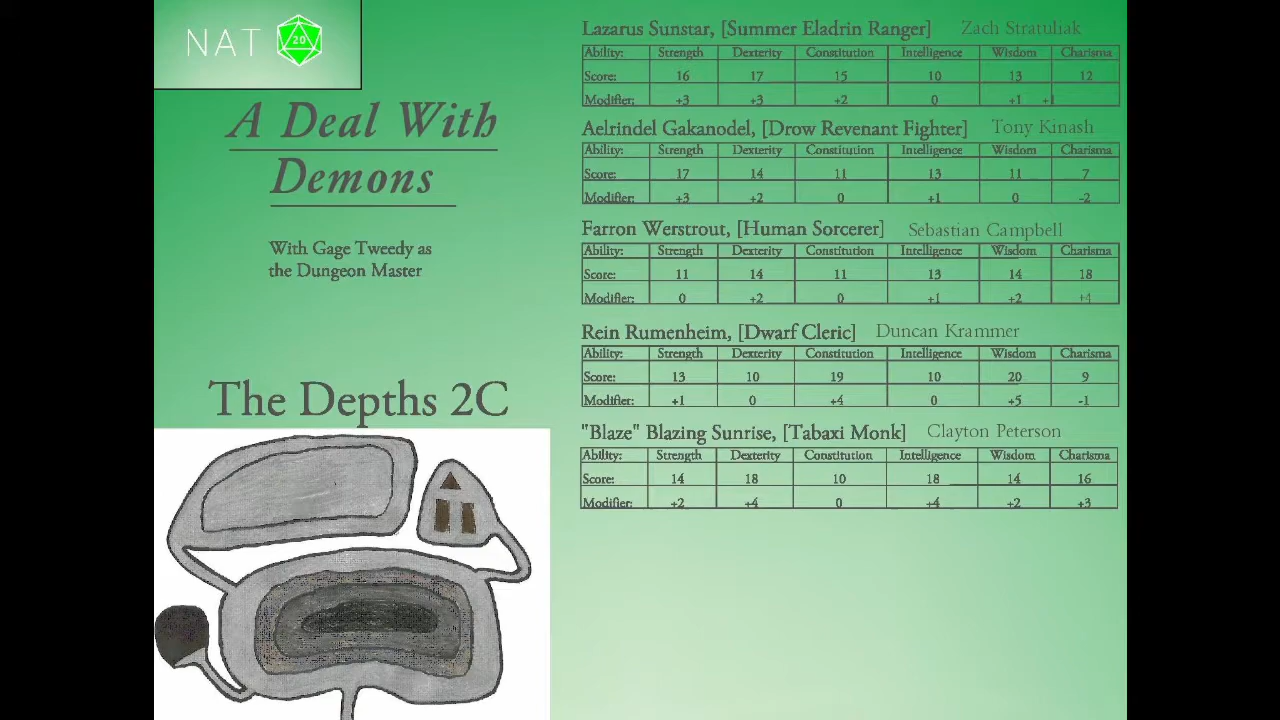 NAT 20
A Deal With
Demons
With Gage Tweedy as
the Dungeon Master
The Depths 2C
Lazarus Sunstar, [Summer Eladrin Ranger] Zach Stratuliak
Ability: Strength Dexterity Constitution Intelligence Wisdom Charisma
Score: 16 17 15 10 13 12
Modifier: +3 +3 +2 0 +1 +1
Aelrindel Gakanodel, [Drow Revenant Fighter] Tony Kinash
Ability: Strength Dexterity Constitution Intelligence Wisdom Charisma
Score: 17 14 11 13 11 7
Modifier: +3 +2 0 +1 0 -2
Farron Werstrout, [Human Sorcerer] Sebastian Campbell
Ability: Strength Dexterity Constitution Intelligence Wisdom Charisma
Score: 11 14 11 13 14 18
Modifier: 0 +2 0 +1 +2 +4
Rein Rumenheim, [Dwarf Cleric] Duncan Krammer
Ability: Strength Dexterity Constitution Intelligence Wisdom Charisma
Score: 13 10 19 10 20 9
Modifier: +1 0 +4 0 +5 -1
"Blaze" Blazing Sunrise, [Tabaxi Monk] Clayton Peterson
Ability: Strength Dexterity Constitution Intelligence Wisdom Charisma
Score: 14 18 10 18 14 16
Modifier: +2 +4 0 +4 +2 +3